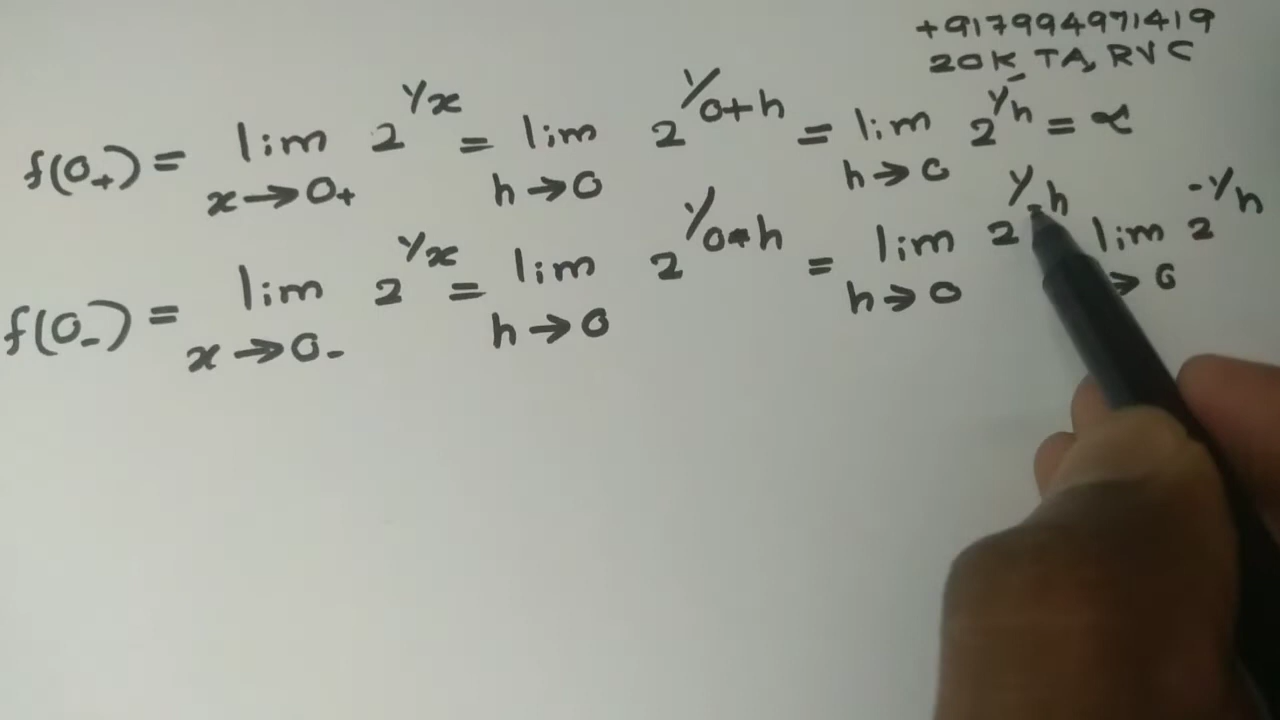 +917994971419
20K, TA, RVC
f(0+) = lim 2^1/x = lim 2^1/0+h = lim 2^1/h = ∝
x→0+ h→0 h→0
f(0-) = lim 2^1/x = lim 2^1/0-h = lim 2^1/-h lim 2^-1/h
x→0- h→0 h→0 →0